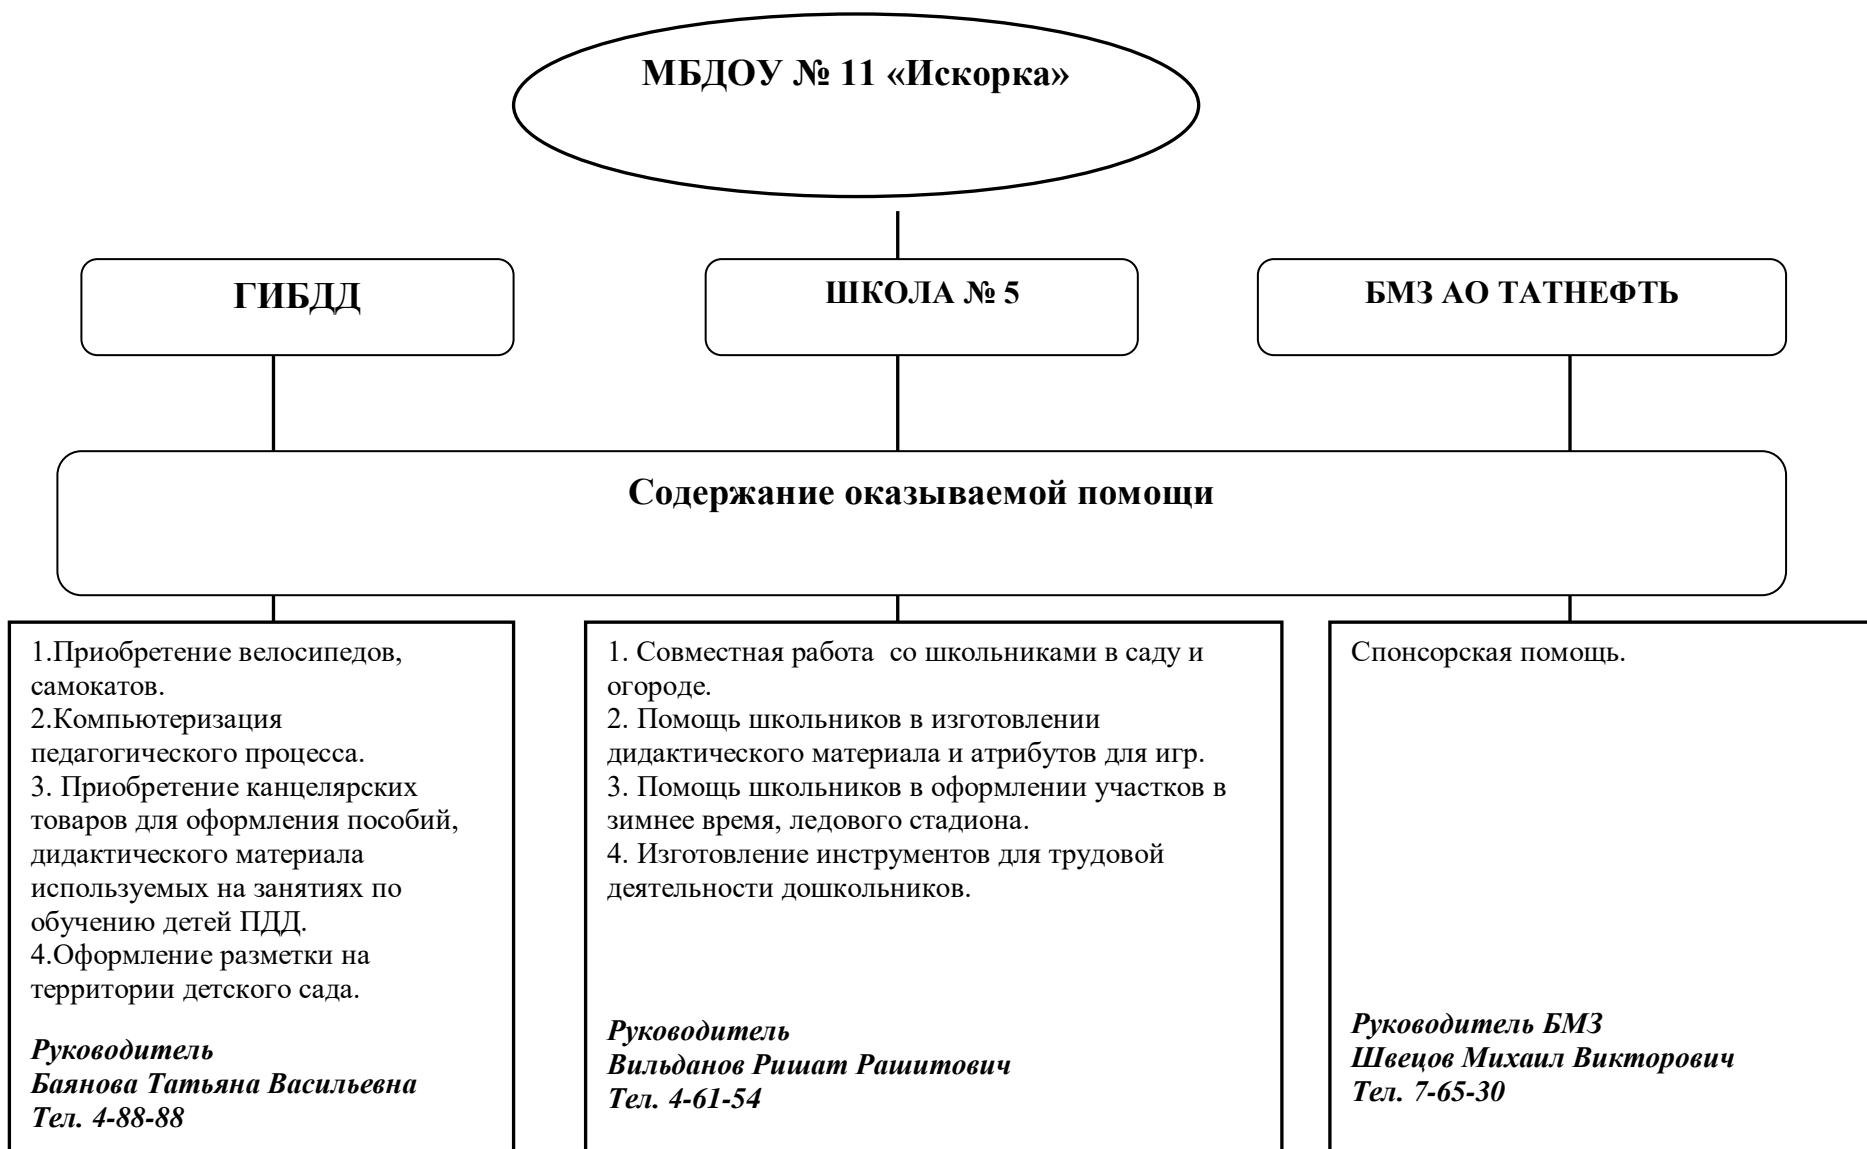 МБДОУ № 11 «Искорка»
ГИБДД
ШКОЛА № 5
БМЗ АО ТАТНЕФТЬ
Содержание оказываемой помощи
1.Приобретение велосипедов,
самокатов.
2.Компьютеризация
педагогического процесса.
3. Приобретение канцелярских
товаров для оформления пособий,
дидактического материала
используемых на занятиях по
обучению детей ПДД.
4.Оформление разметки на
территории детского сада.
Руководитель
Баянова Татьяна Васильевна
Тел. 4-88-88
1. Совместная работа  со школьниками в саду и
огороде.
2. Помощь школьников в изготовлении
дидактического материала и атрибутов для игр.
3. Помощь школьников в оформлении участков в
зимнее время, ледового стадиона.
4. Изготовление инструментов для трудовой
деятельности дошкольников.
Руководитель
Вильданов Ришат Рашитович
Тел. 4-61-54
Спонсорская помощь.
Руководитель БМЗ
Швецов Михаил Викторович
Тел. 7-65-30